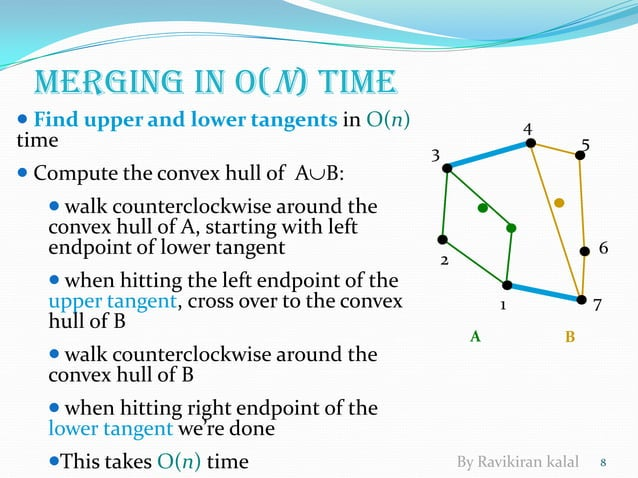 MERGING IN O(N) TIME
• Find upper and lower tangents in O(n)
time
• Compute the convex hull of A∪B:
• walk counterclockwise around the
convex hull of A, starting with left
endpoint of lower tangent
• when hitting the left endpoint of the
upper tangent, cross over to the convex
hull of B
• walk counterclockwise around the
convex hull of B
• when hitting right endpoint of the
lower tangent we're done
•This takes O(n) time
4
5
3
2
6
1
7
A
B
By Ravikiran kalal
8